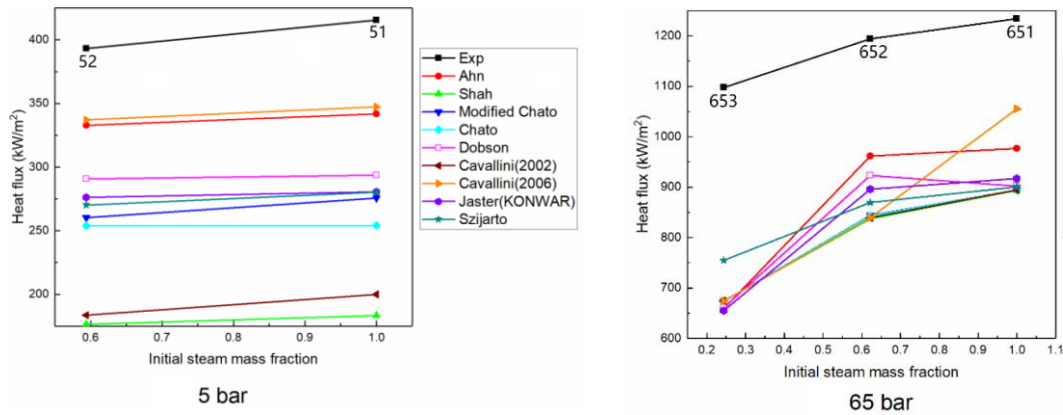 400
350
300
250
200
Heat flux (kW/m²)
52
51
0.6 0.7 0.8 0.9 1.0
Initial steam mass fraction
5 bar
Exp
Ahn
Shah
Modified Chato
Chato
Dobson
Cavallini(2002)
Cavallini(2006)
Jaster(KONWAR)
Szijarto
1200
1100
1000
900
800
700
600
Heat flux (kW/m²)
653
652
651
0.2 0.3 0.4 0.5 0.6 0.7 0.8 0.9 1.0 1.1
Initial steam mass fraction
65 bar